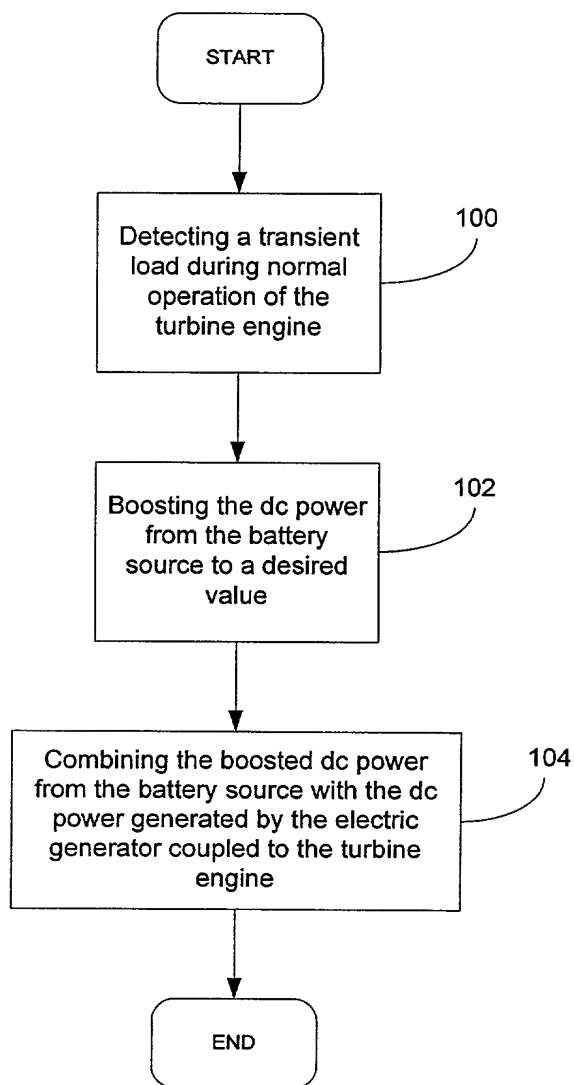 START
Detecting a transient
load during normal
operation of the
turbine engine
100
Boosting the dc power
from the battery
source to a desired
value
102
Combining the boosted dc power
from the battery source with the dc
power generated by the electric
generator coupled to the turbine
engine
104
END